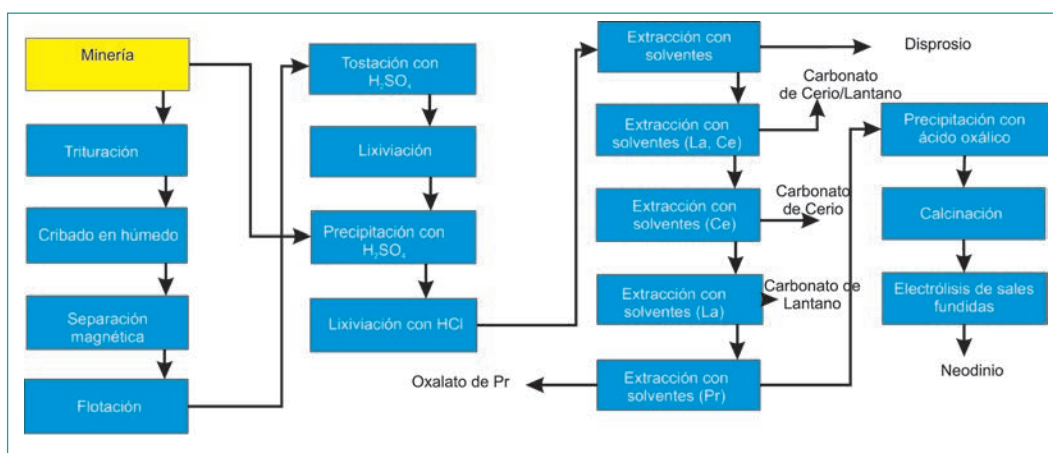 Minería
Trituración
Cribado en húmedo
Separación
magnética
Flotación
Tostación con
H₂SO₄
Lixiviación
Precipitación con
H₂SO₄
Lixiviación con HCl
Extracción con
solventes
Extracción con
solventes (La, Ce)
Extracción con
solventes (Ce)
Extracción con
solventes (La)
Extracción con
solventes (Pr)
Oxalato de Pr
Disprosio
Carbonato
de Cerio/Lantano
Carbonato
de Cerio
Carbonato de
Lantano
Precipitación con
ácido oxálico
Calcinación
Electrólisis de sales
fundidas
Neodinio